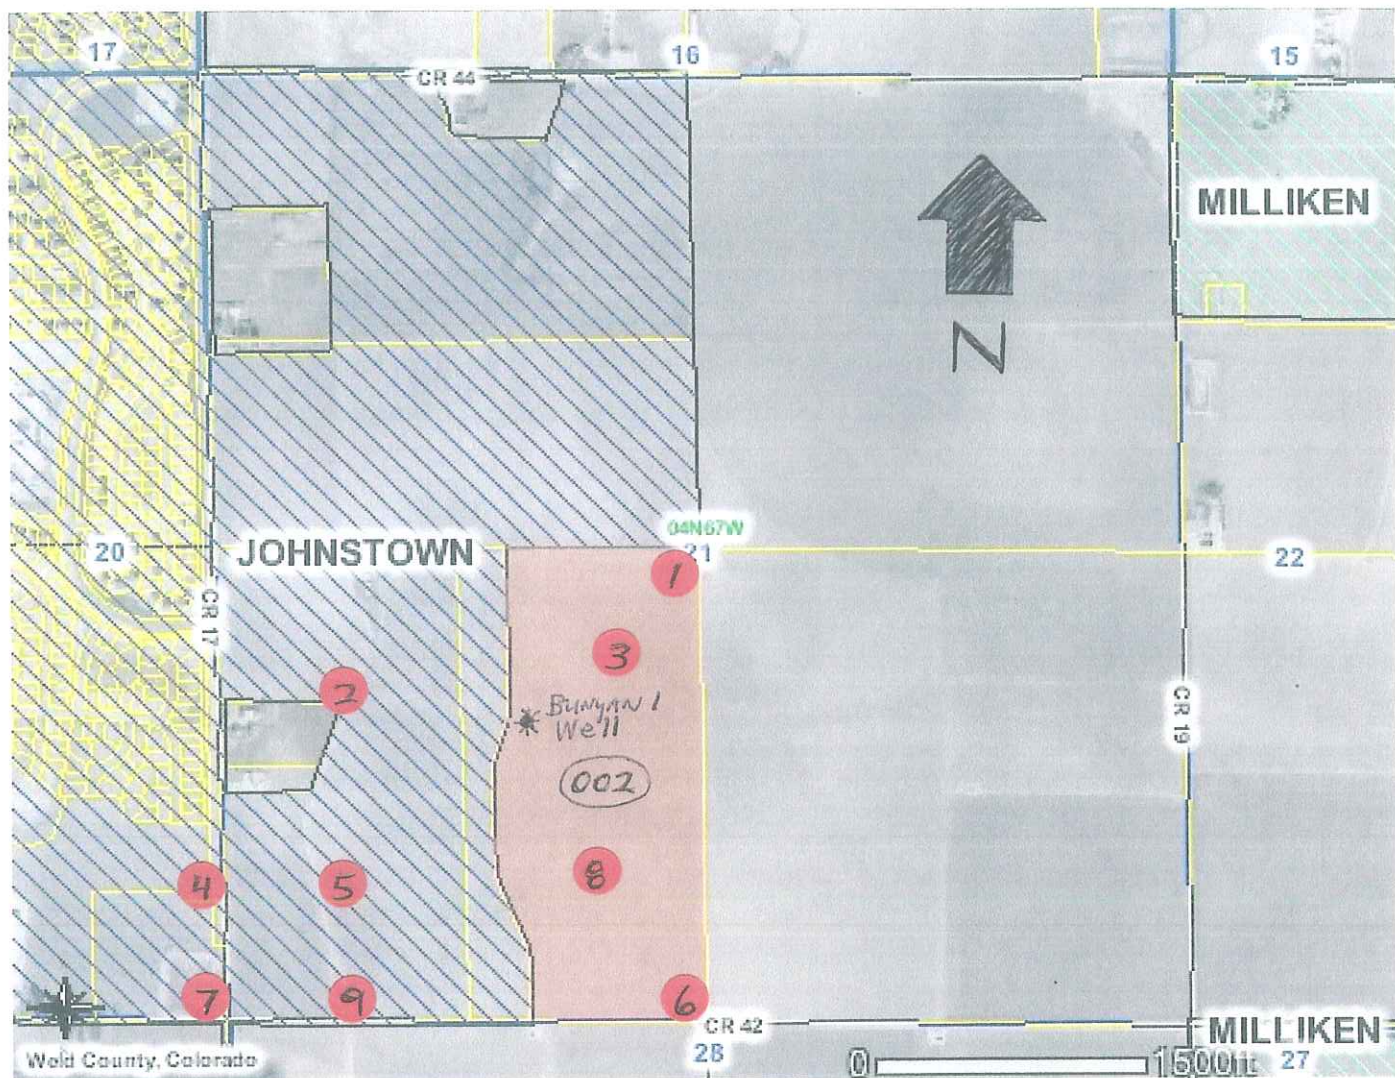 17
16
15
CR 44
MILLIKEN
N
04N67W
20
JOHNSTOWN
21
22
1
CR 17
3
2
BUNYAN 1
Well
CR 19
002
4
5
8
7
9
6
CR 42
MILLIKEN
Weld County, Colorado
28
0
1500ft
27